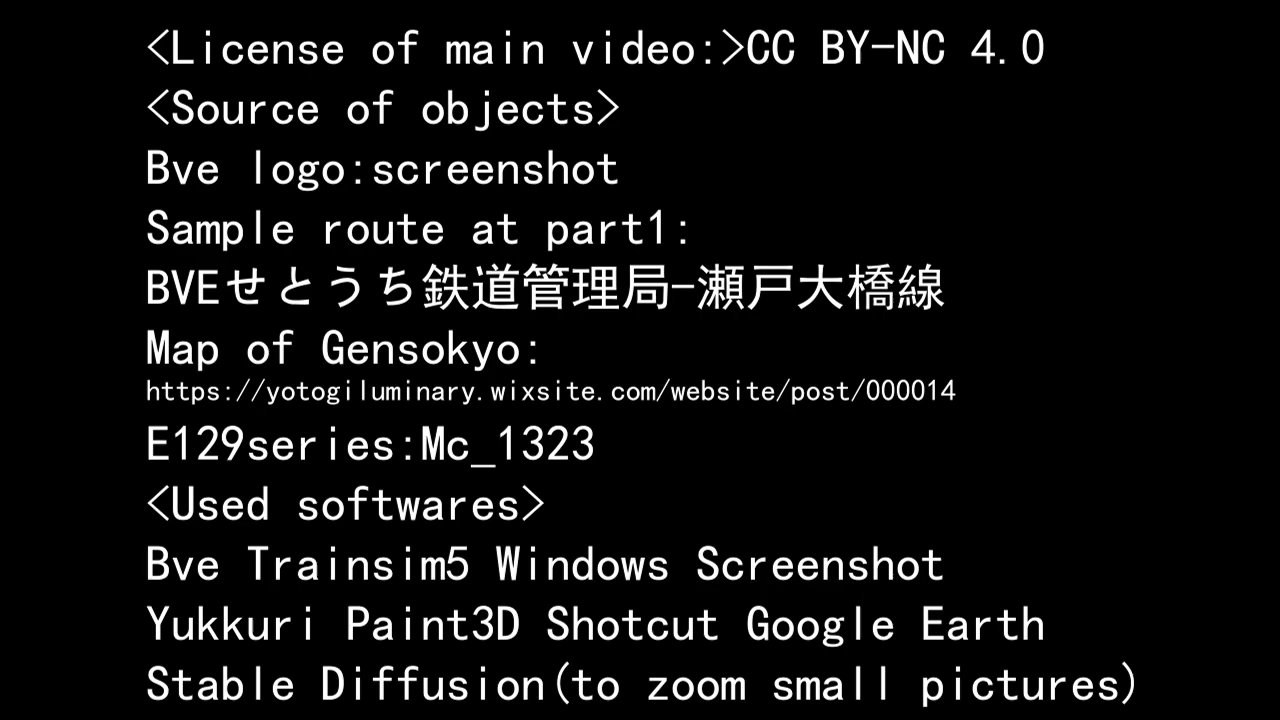 <License of main video:>CC BY-NC 4.0
<Source of objects>
Bve logo:screenshot
Sample route at part1:
BVEせとうち鉄道管理局-瀬戸大橋線
Map of Gensokyo:
https://yotogiluminary.wixsite.com/website/post/000014
E129series:Mc_1323
<Used softwares>
Bve Trainsim5 Windows Screenshot
Yukkuri Paint3D Shotcut Google Earth
Stable Diffusion(to zoom small pictures)